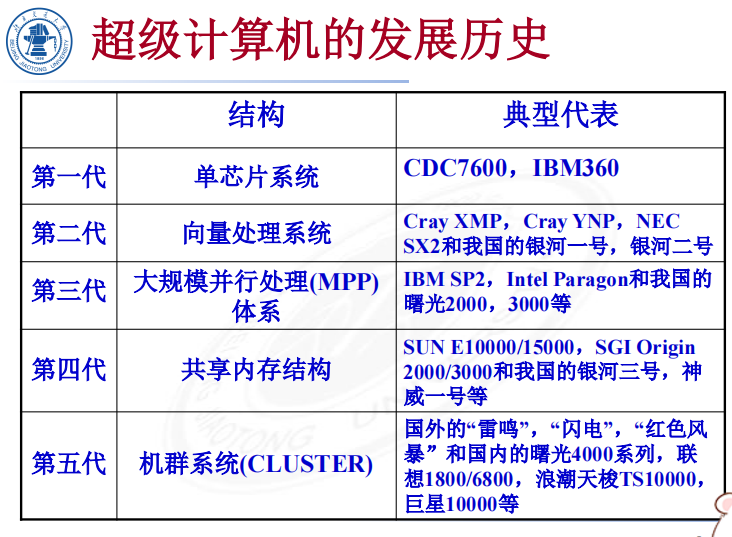 超级计算机的发展历史
BEIJING JIAOTONG UNIVERSITY
结构
典型代表
第一代
单芯片系统
CDC7600，IBM360
第二代
向量处理系统
Cray XMP，Cray YNP，NEC
SX2和我国的银河一号，银河二号
第三代
大规模并行处理(MPP)
体系
IBM SP2，Intel Paragon和我国的
曙光2000，3000等
第四代
共享内存结构
SUN E10000/15000，SGI Origin
2000/3000和我国的银河三号，神
威一号等
第五代
机群系统(CLUSTER)
国外的“雷鸣”，“闪电”，“红色风
暴”和国内的曙光4000系列，联
想1800/6800，浪潮天梭TS10000，
巨星10000等